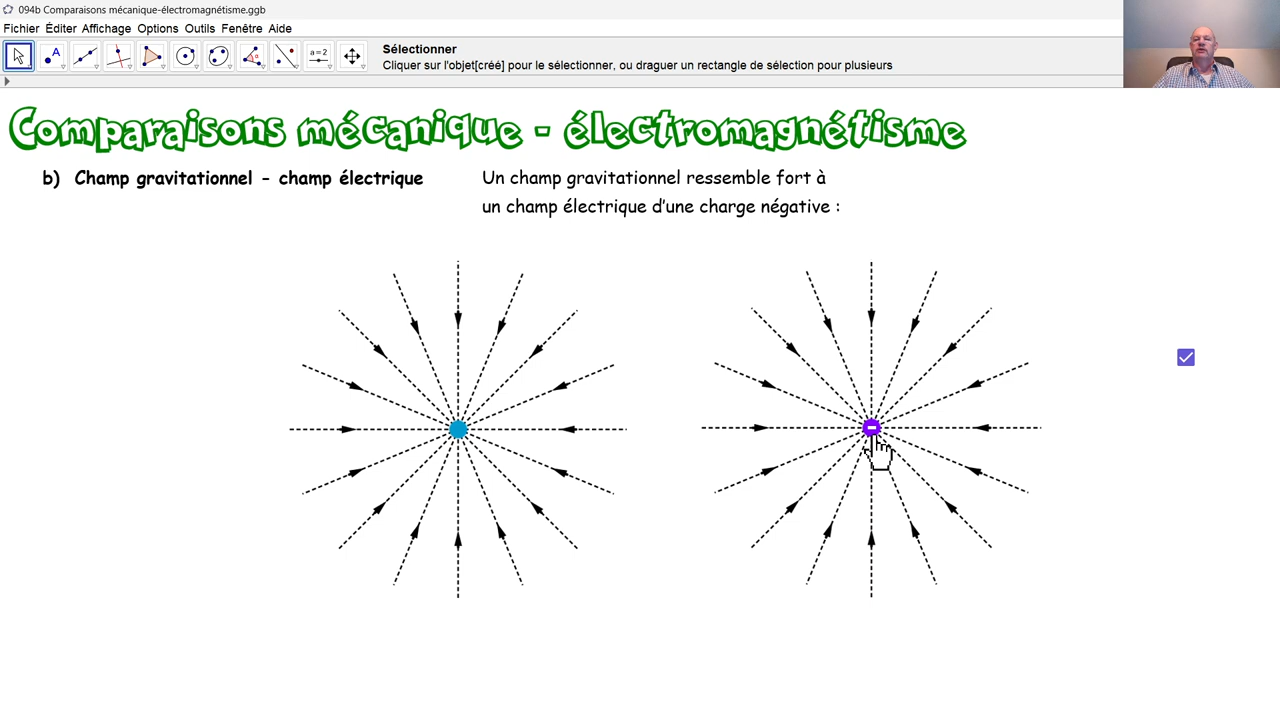 094b Comparaisons mécanique-électromagnétisme.ggb
Fichier Éditer Affichage Options Outils Fenêtre Aide
A
a=2
Sélectionner
Cliquer sur l'objet[créé] pour le sélectionner, ou draguer un rectangle de sélection pour plusieurs
Comparaisons mécanique - électromagnétisme
b) Champ gravitationnel - champ électrique
Un champ gravitationnel ressemble fort à
un champ électrique d’une charge négative :